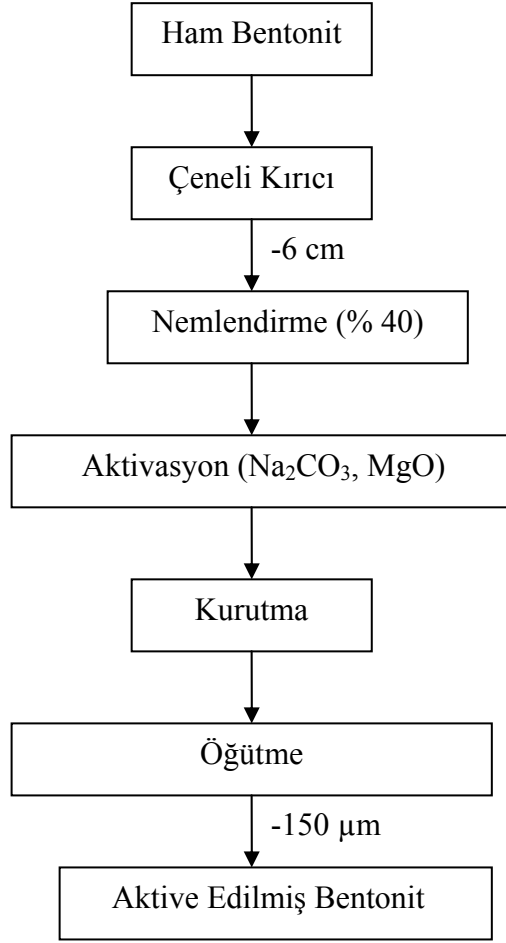 Ham Bentonit
Çeneli Kırıcı
-6 cm
Nemlendirme (% 40)
Aktivasyon (Na₂CO₃, MgO)
Kurutma
Öğütme
-150 µm
Aktive Edilmiş Bentonit